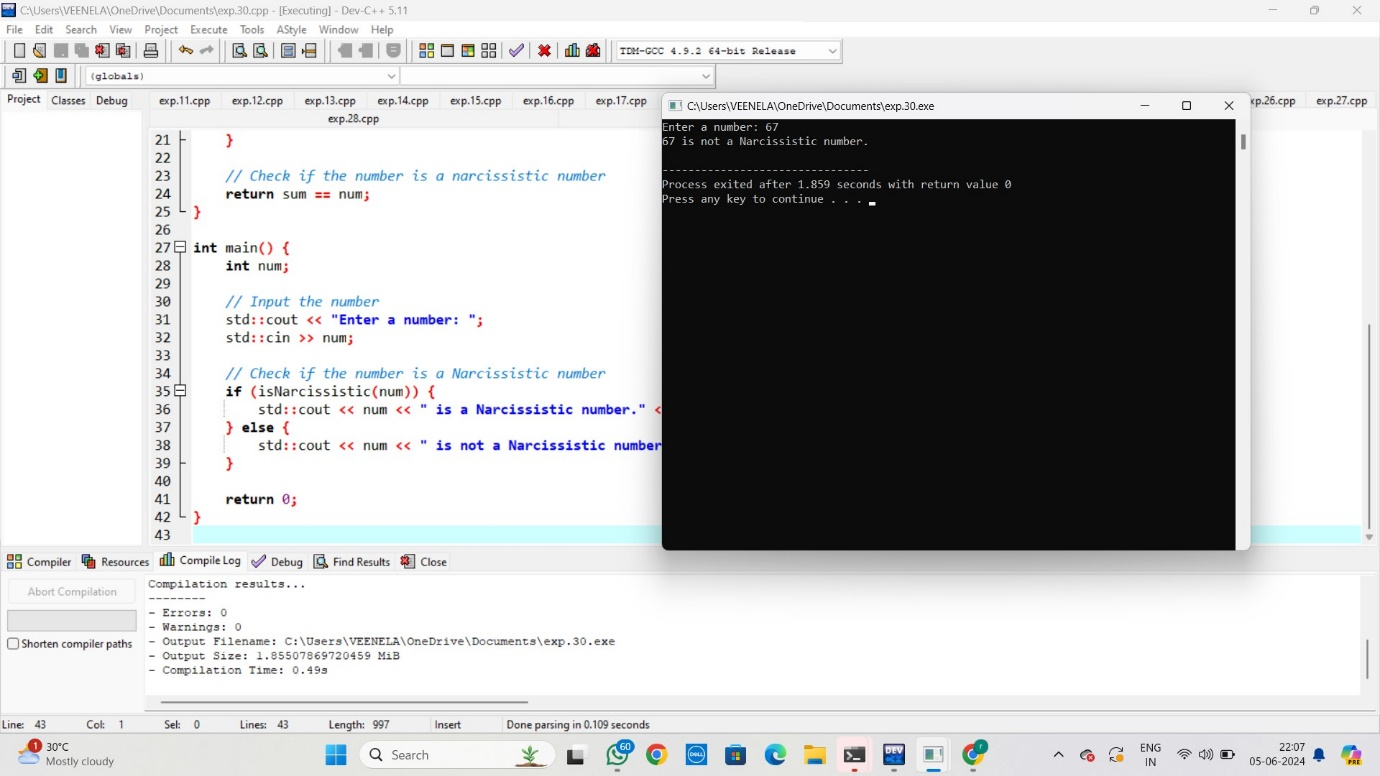 C:\Users\VEENELA\OneDrive\Documents\exp.30.cpp - [Executing] - Dev-C++ 5.11
File Edit Search View Project Execute Tools AStyle Window Help
TDM-GCC 4.9.2 64-bit Release
(globals)
Project Classes Debug exp.11.cpp exp.12.cpp exp.13.cpp exp.14.cpp exp.15.cpp exp.16.cpp exp.17.cpp xp.26.cpp exp.27.cpp
exp.28.cpp
21 }
22
23 // Check if the number is a narcissistic number
24 return sum == num;
25 }
26
27 int main() {
28 int num;
29
30 // Input the number
31 std::cout << "Enter a number: ";
32 std::cin >> num;
33
34 // Check if the number is a Narcissistic number
35 if (isNarcissistic(num)) {
36 std::cout << num << " is a Narcissistic number." <
37 } else {
38 std::cout << num << " is not a Narcissistic number
39 }
40
41 return 0;
42 }
43
C:\Users\VEENELA\OneDrive\Documents\exp.30.exe
Enter a number: 67
67 is not a Narcissistic number.
--------------------------------
Process exited after 1.859 seconds with return value 0
Press any key to continue . . .
Compiler Resources Compile Log Debug Find Results Close
Abort Compilation
Shorten compiler paths
Compilation results...
--------
- Errors: 0
- Warnings: 0
- Output Filename: C:\Users\VEENELA\OneDrive\Documents\exp.30.exe
- Output Size: 1.85507869720459 MiB
- Compilation Time: 0.49s
Line: 43 Col: 1 Sel: 0 Lines: 43 Length: 997 Insert Done parsing in 0.109 seconds
1 30°C
Mostly cloudy
Search
60
DELL
DEV
ENG
IN
22:07
05-06-2024
PRE